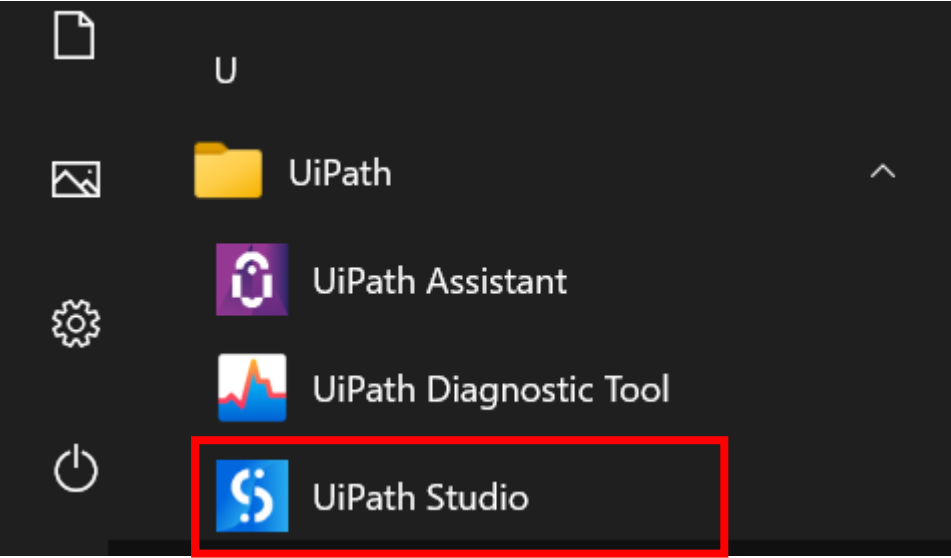 U
UiPath
UiPath Assistant
UiPath Diagnostic Tool
UiPath Studio